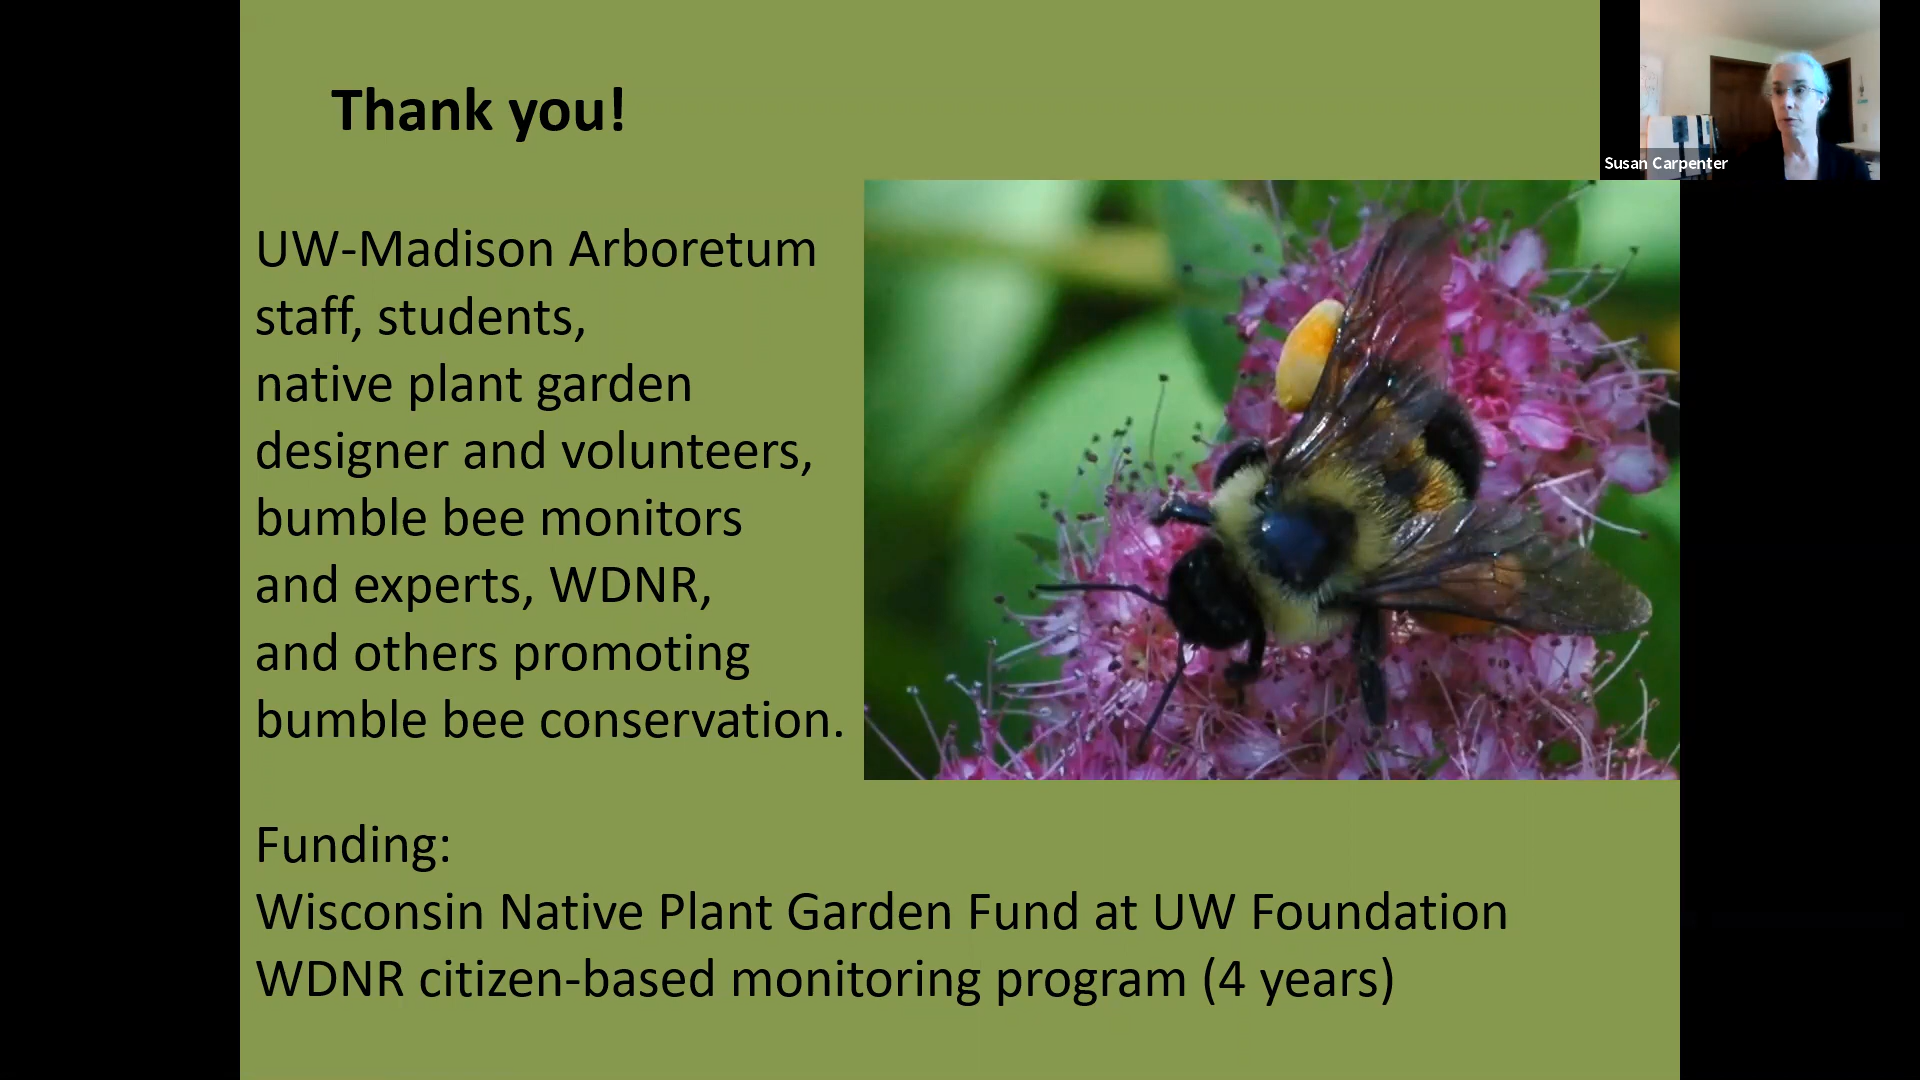 Thank you!
Susan Carpenter
UW-Madison Arboretum
staff, students,
native plant garden
designer and volunteers,
bumble bee monitors
and experts, WDNR,
and others promoting
bumble bee conservation.
Funding:
Wisconsin Native Plant Garden Fund at UW Foundation
WDNR citizen-based monitoring program (4 years)